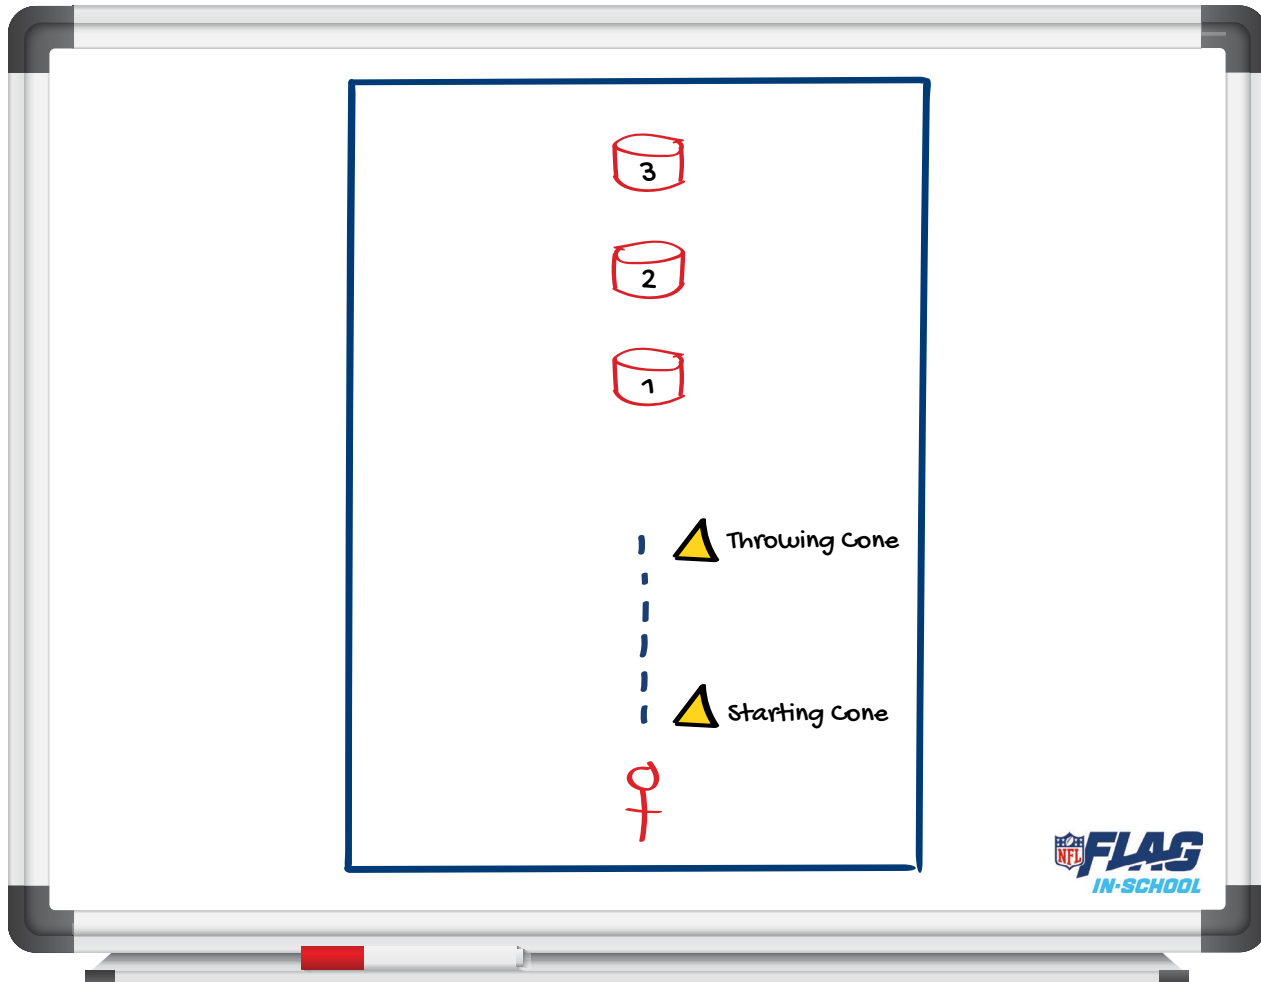 3
2
1
Throwing Cone
Starting Cone
NFL FLAG
IN-SCHOOL